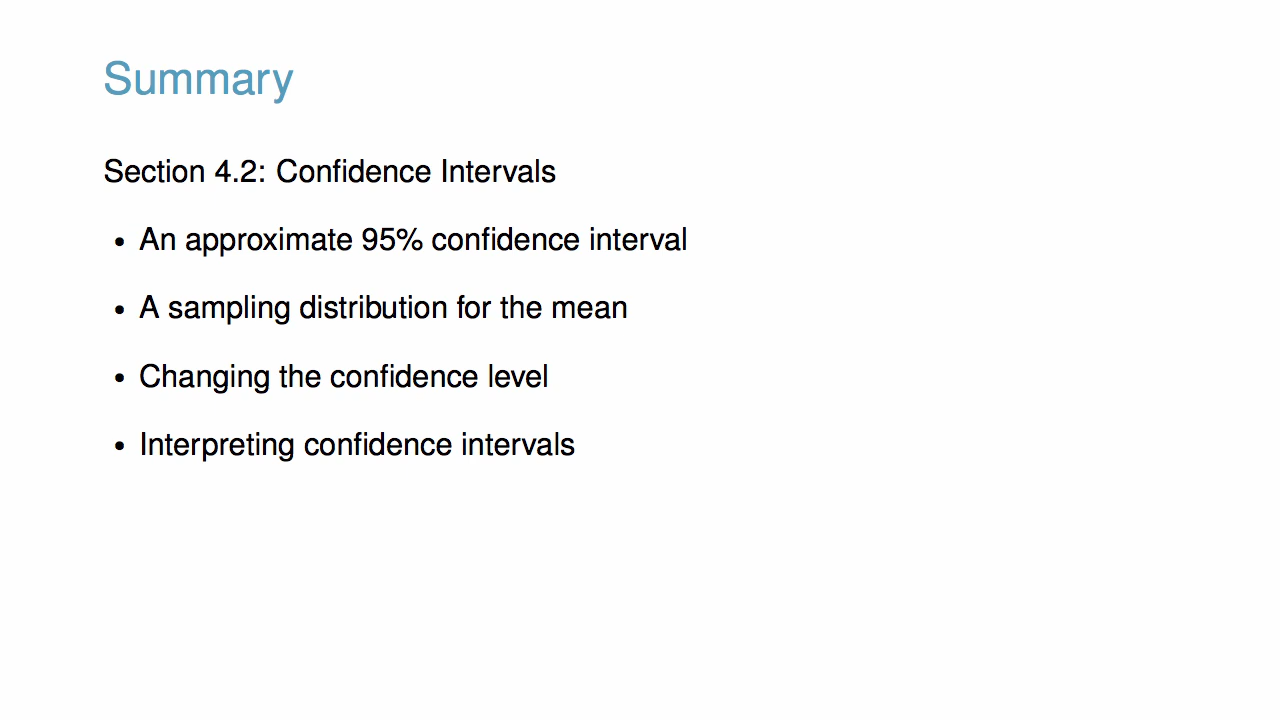 Summary
Section 4.2: Confidence Intervals
• An approximate 95% confidence interval
• A sampling distribution for the mean
• Changing the confidence level
• Interpreting confidence intervals